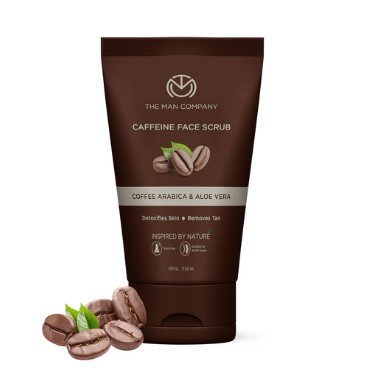 THE MAN COMPANY
CAFFEINE FACE SCRUB
COFFEE ARABICA & ALOE VERA
Detoxifies Skin ● Removes Tan
INSPIRED BY NATURE